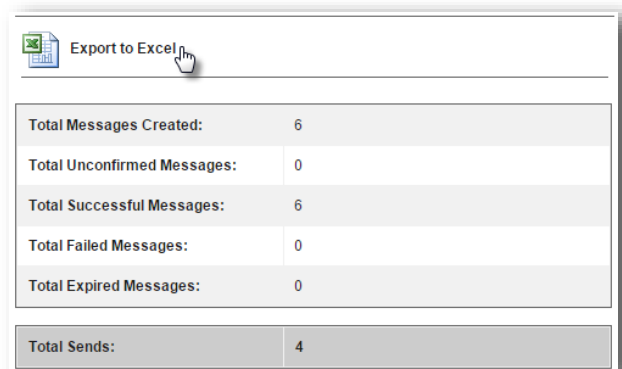 Export to Excel
Total Messages Created: 6
Total Unconfirmed Messages: 0
Total Successful Messages: 6
Total Failed Messages: 0
Total Expired Messages: 0
Total Sends: 4